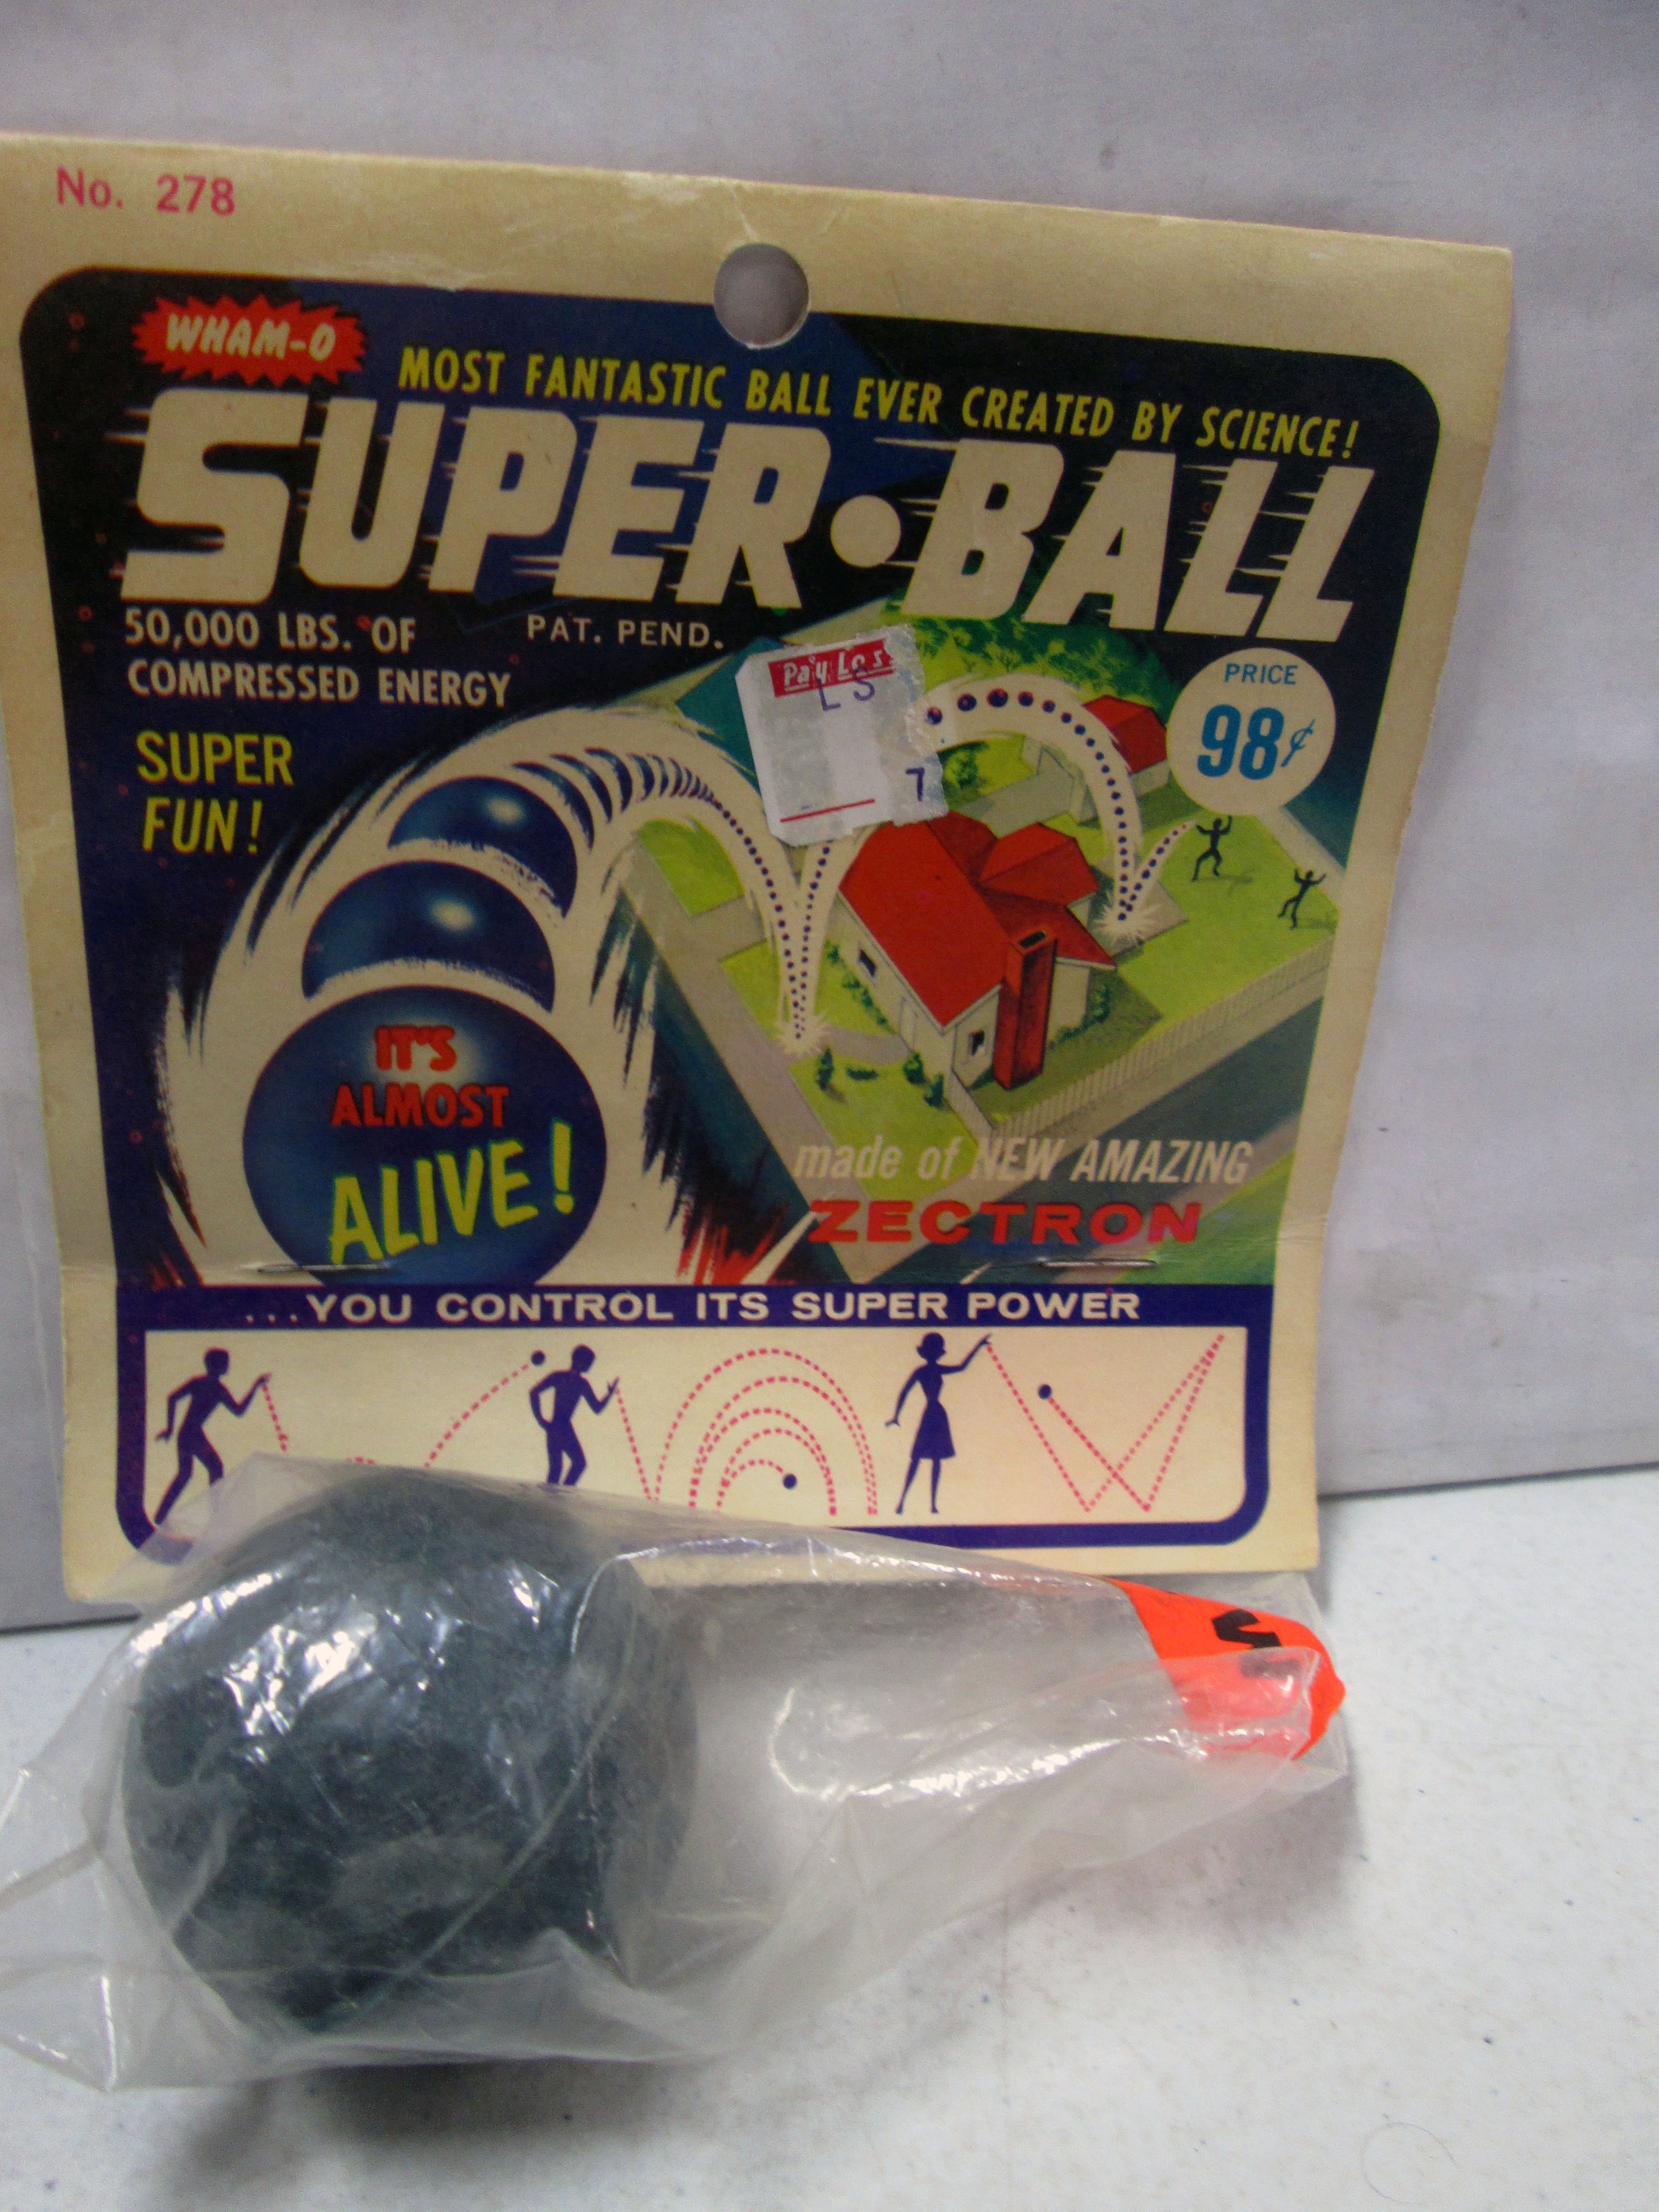 No. 278
WHAM-O
MOST FANTASTIC BALL EVER CREATED BY SCIENCE!
SUPER•BALL
50,000 LBS. OF
COMPRESSED ENERGY
PAT. PEND.
Pay Les
LS
7
PRICE
98¢
SUPER
FUN!
IT'S
ALMOST
ALIVE!
made of NEW AMAZING
ZECTRON
...YOU CONTROL ITS SUPER POWER